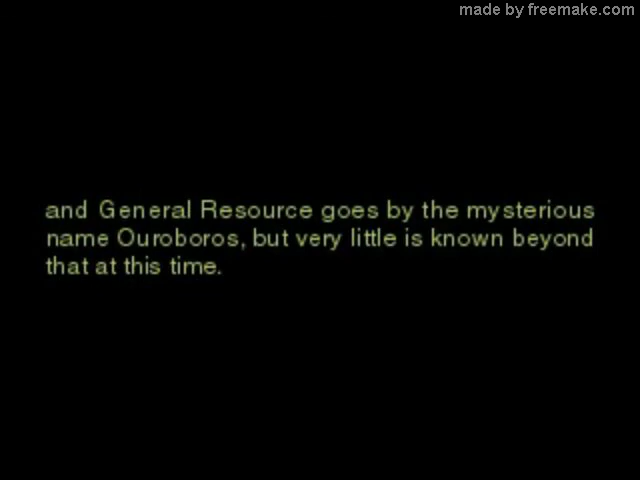 made by freemake.com
and General Resource goes by the mysterious
name Ouroboros, but very little is known beyond
that at this time.